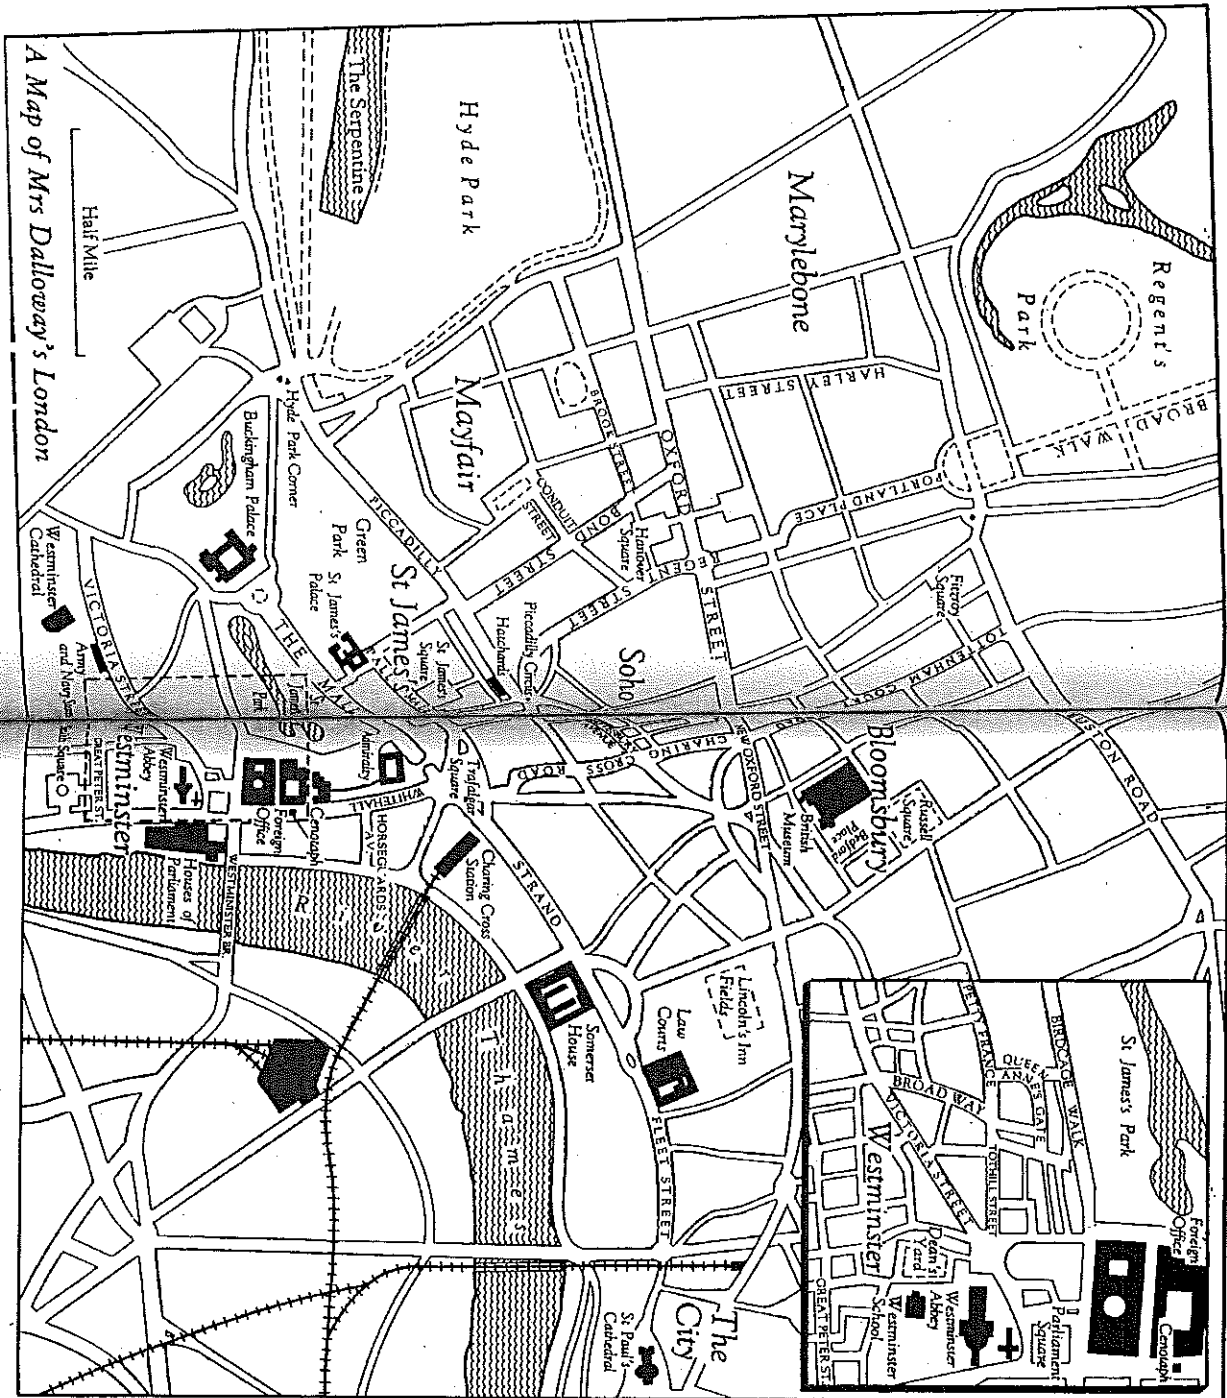 A Map of Mrs Dalloway's London
Half Mile
The Serpentine
Hyde Park
Marylebone
Regent's
Park
BROAD WALK
HARLEY STREET
PORTLAND PLACE
Mayfair
BROOK STREET
OXFORD
STREET
BOND
STREET
CONDUIT
STREET
Hanover
Square
REGENT STREET
Fitzroy
Square
TOTTENHAM COURT
EUSTON ROAD
Hyde Park Corner
Buckingham Palace
PICCADILLY
Green
Park
St James's
Palace
St James's
St James's
Square
Piccadilly Circus
Hatchards
Soho
Westminster
Cathedral
VICTORIA STREET
Army
and Navy Stores
THE MALL
PALL MALL
St
James's
Park
Admiralty
Trafalgar
Square
CHARING CROSS
ROAD
NEW OXFORD STREET
Bloomsbury
British
Museum
Russell
Square
Bedford
Place
Westminster
Westminster
Abbey
GREAT PETER ST.
Foreign
Office
Cenotaph
WHITEHALL
HORSEGUARDS
AV.
Charing Cross
Station
STRAND
Houses of
Parliament
WESTMINISTER BR.
River Thames
Somerset
House
Lincoln's Inn
Fields
Law
Courts
FLEET STREET
St Paul's
Cathedral
The
City
St James's Park
Foreign
Office
Cenotaph
BIRDCAGE WALK
QUEEN
ANNE'S GATE
PETTY FRANCE
BROAD WAY
TOTHILL STREET
VICTORIA STREET
Westminster
Parliament
Square
Dean's
Yard
Westminster
Abbey
Westminster
School
GREAT PETER ST.